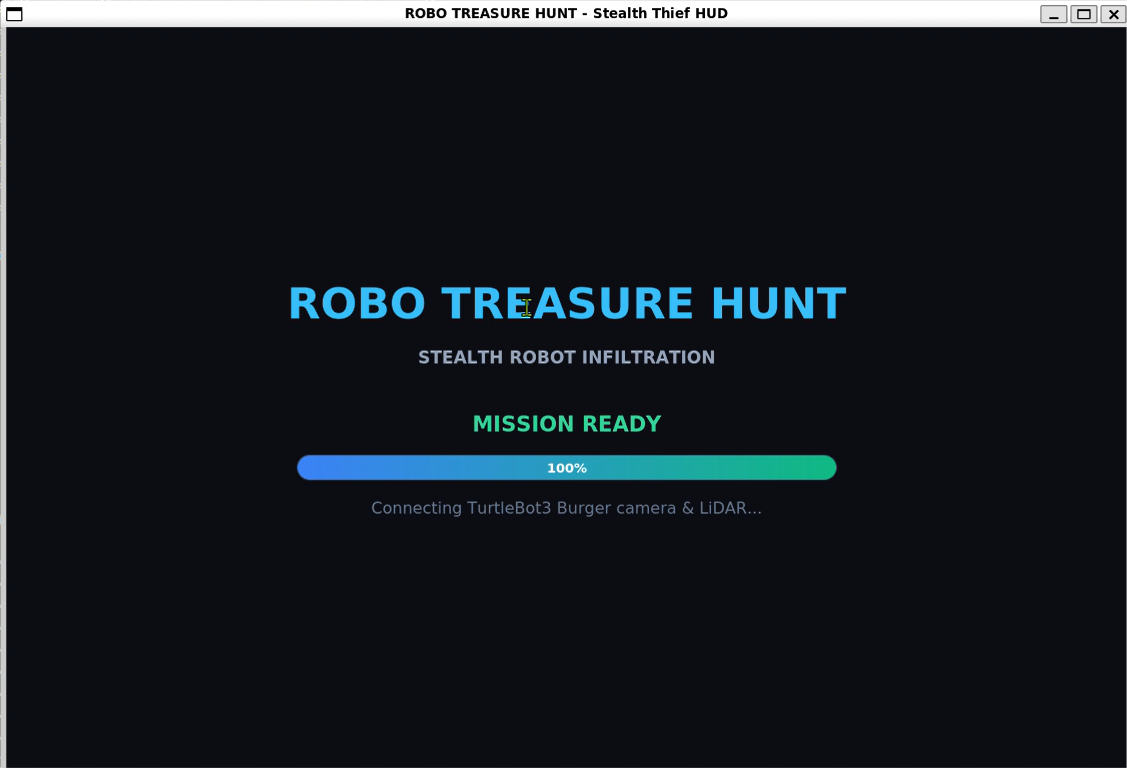 ROBO TREASURE HUNT - Stealth Thief HUD
ROBO TREASURE HUNT
STEALTH ROBOT INFILTRATION
MISSION READY
100%
Connecting TurtleBot3 Burger camera & LiDAR...